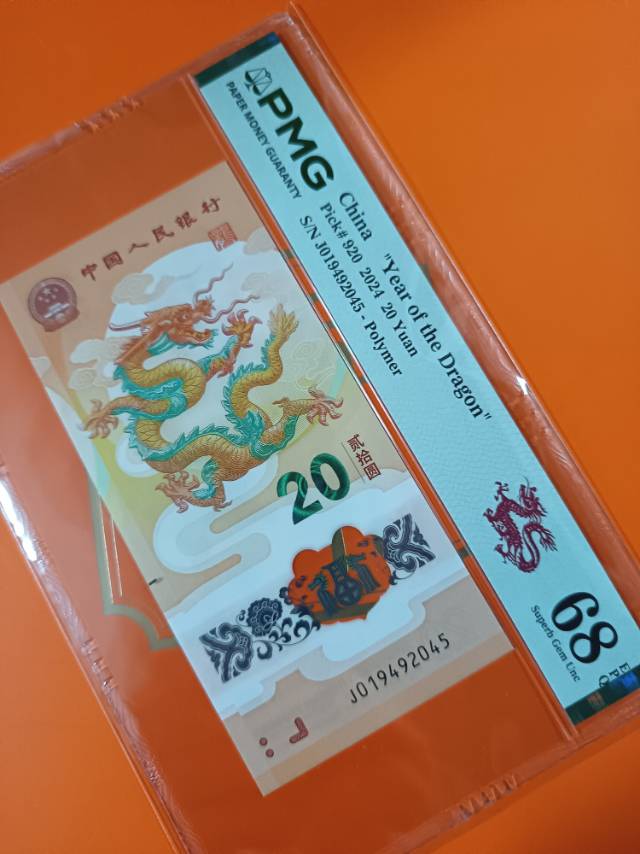 PMG
PAPER MONEY GUARANTY
China "Year of the Dragon"
Pick# 920 2024 20 Yuan
S/N J019492045 - Polymer
68
Superb Gem Unc
中国人民银行
贰拾圆
20
J019492045